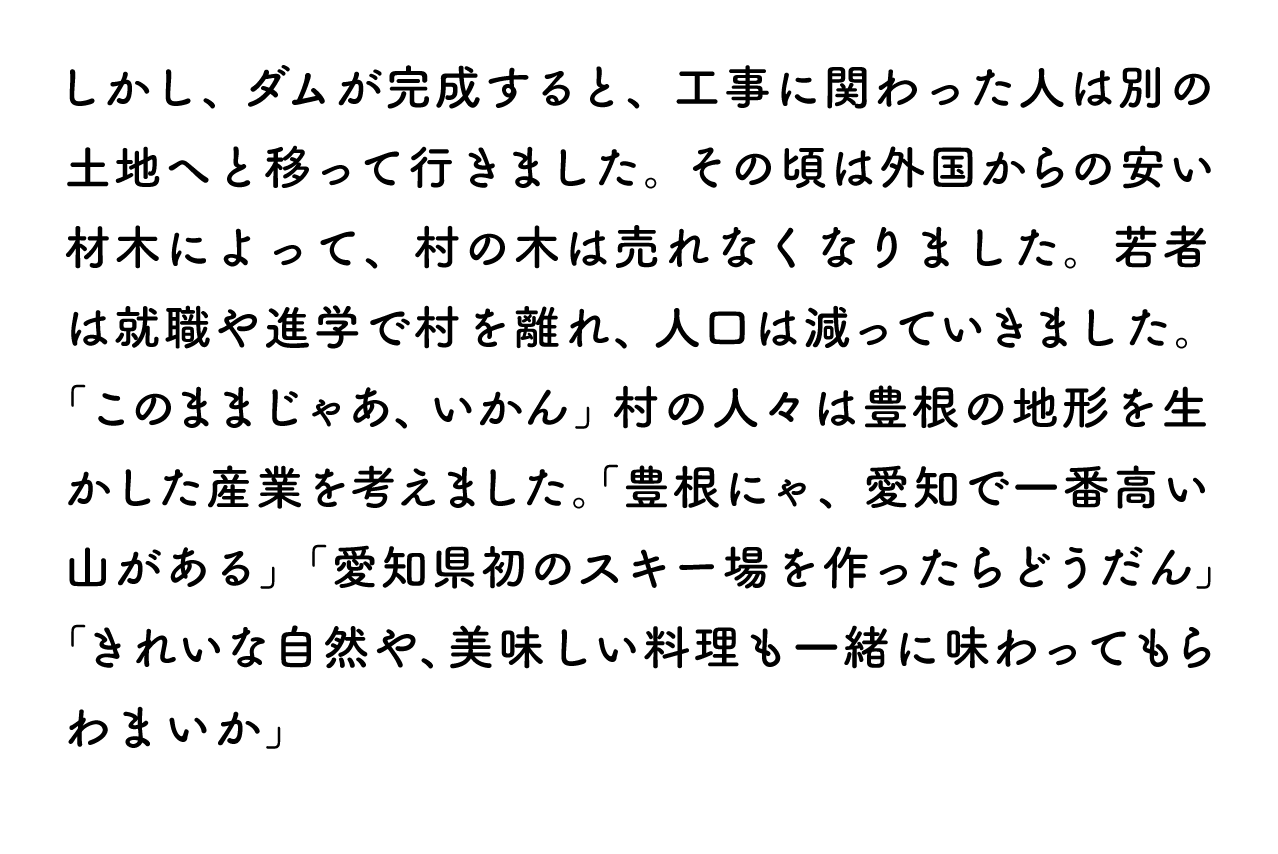 しかし、ダムが完成すると、工事に関わった人は別の
土地へと移って行きました。その頃は外国からの安い
材木によって、村の木は売れなくなりました。若者
は就職や進学で村を離れ、人口は減っていきました。
「このままじゃあ、いかん」村の人々は豊根の地形を生
かした産業を考えました。「豊根にゃ、愛知で一番高い
山がある」「愛知県初のスキー場を作ったらどうだん」
「きれいな自然や、美味しい料理も一緒に味わってもら
わまいか」